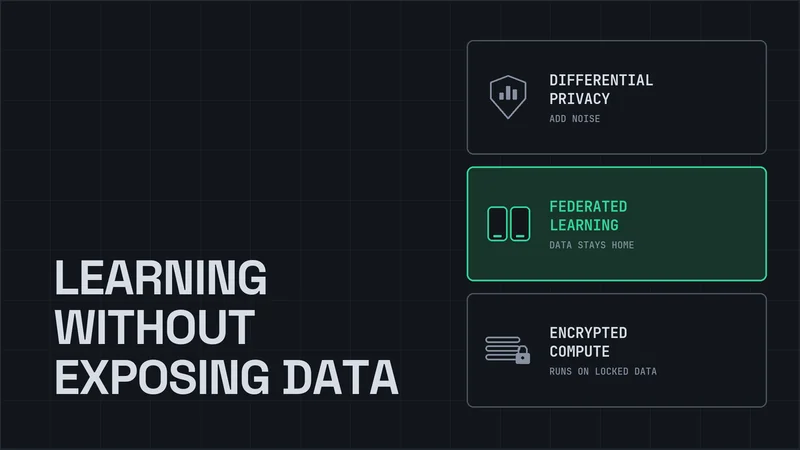 LEARNING
WITHOUT
EXPOSING DATA
DIFFERENTIAL
PRIVACY
ADD NOISE
FEDERATED
LEARNING
DATA STAYS HOME
ENCRYPTED
COMPUTE
RUNS ON LOCKED DATA